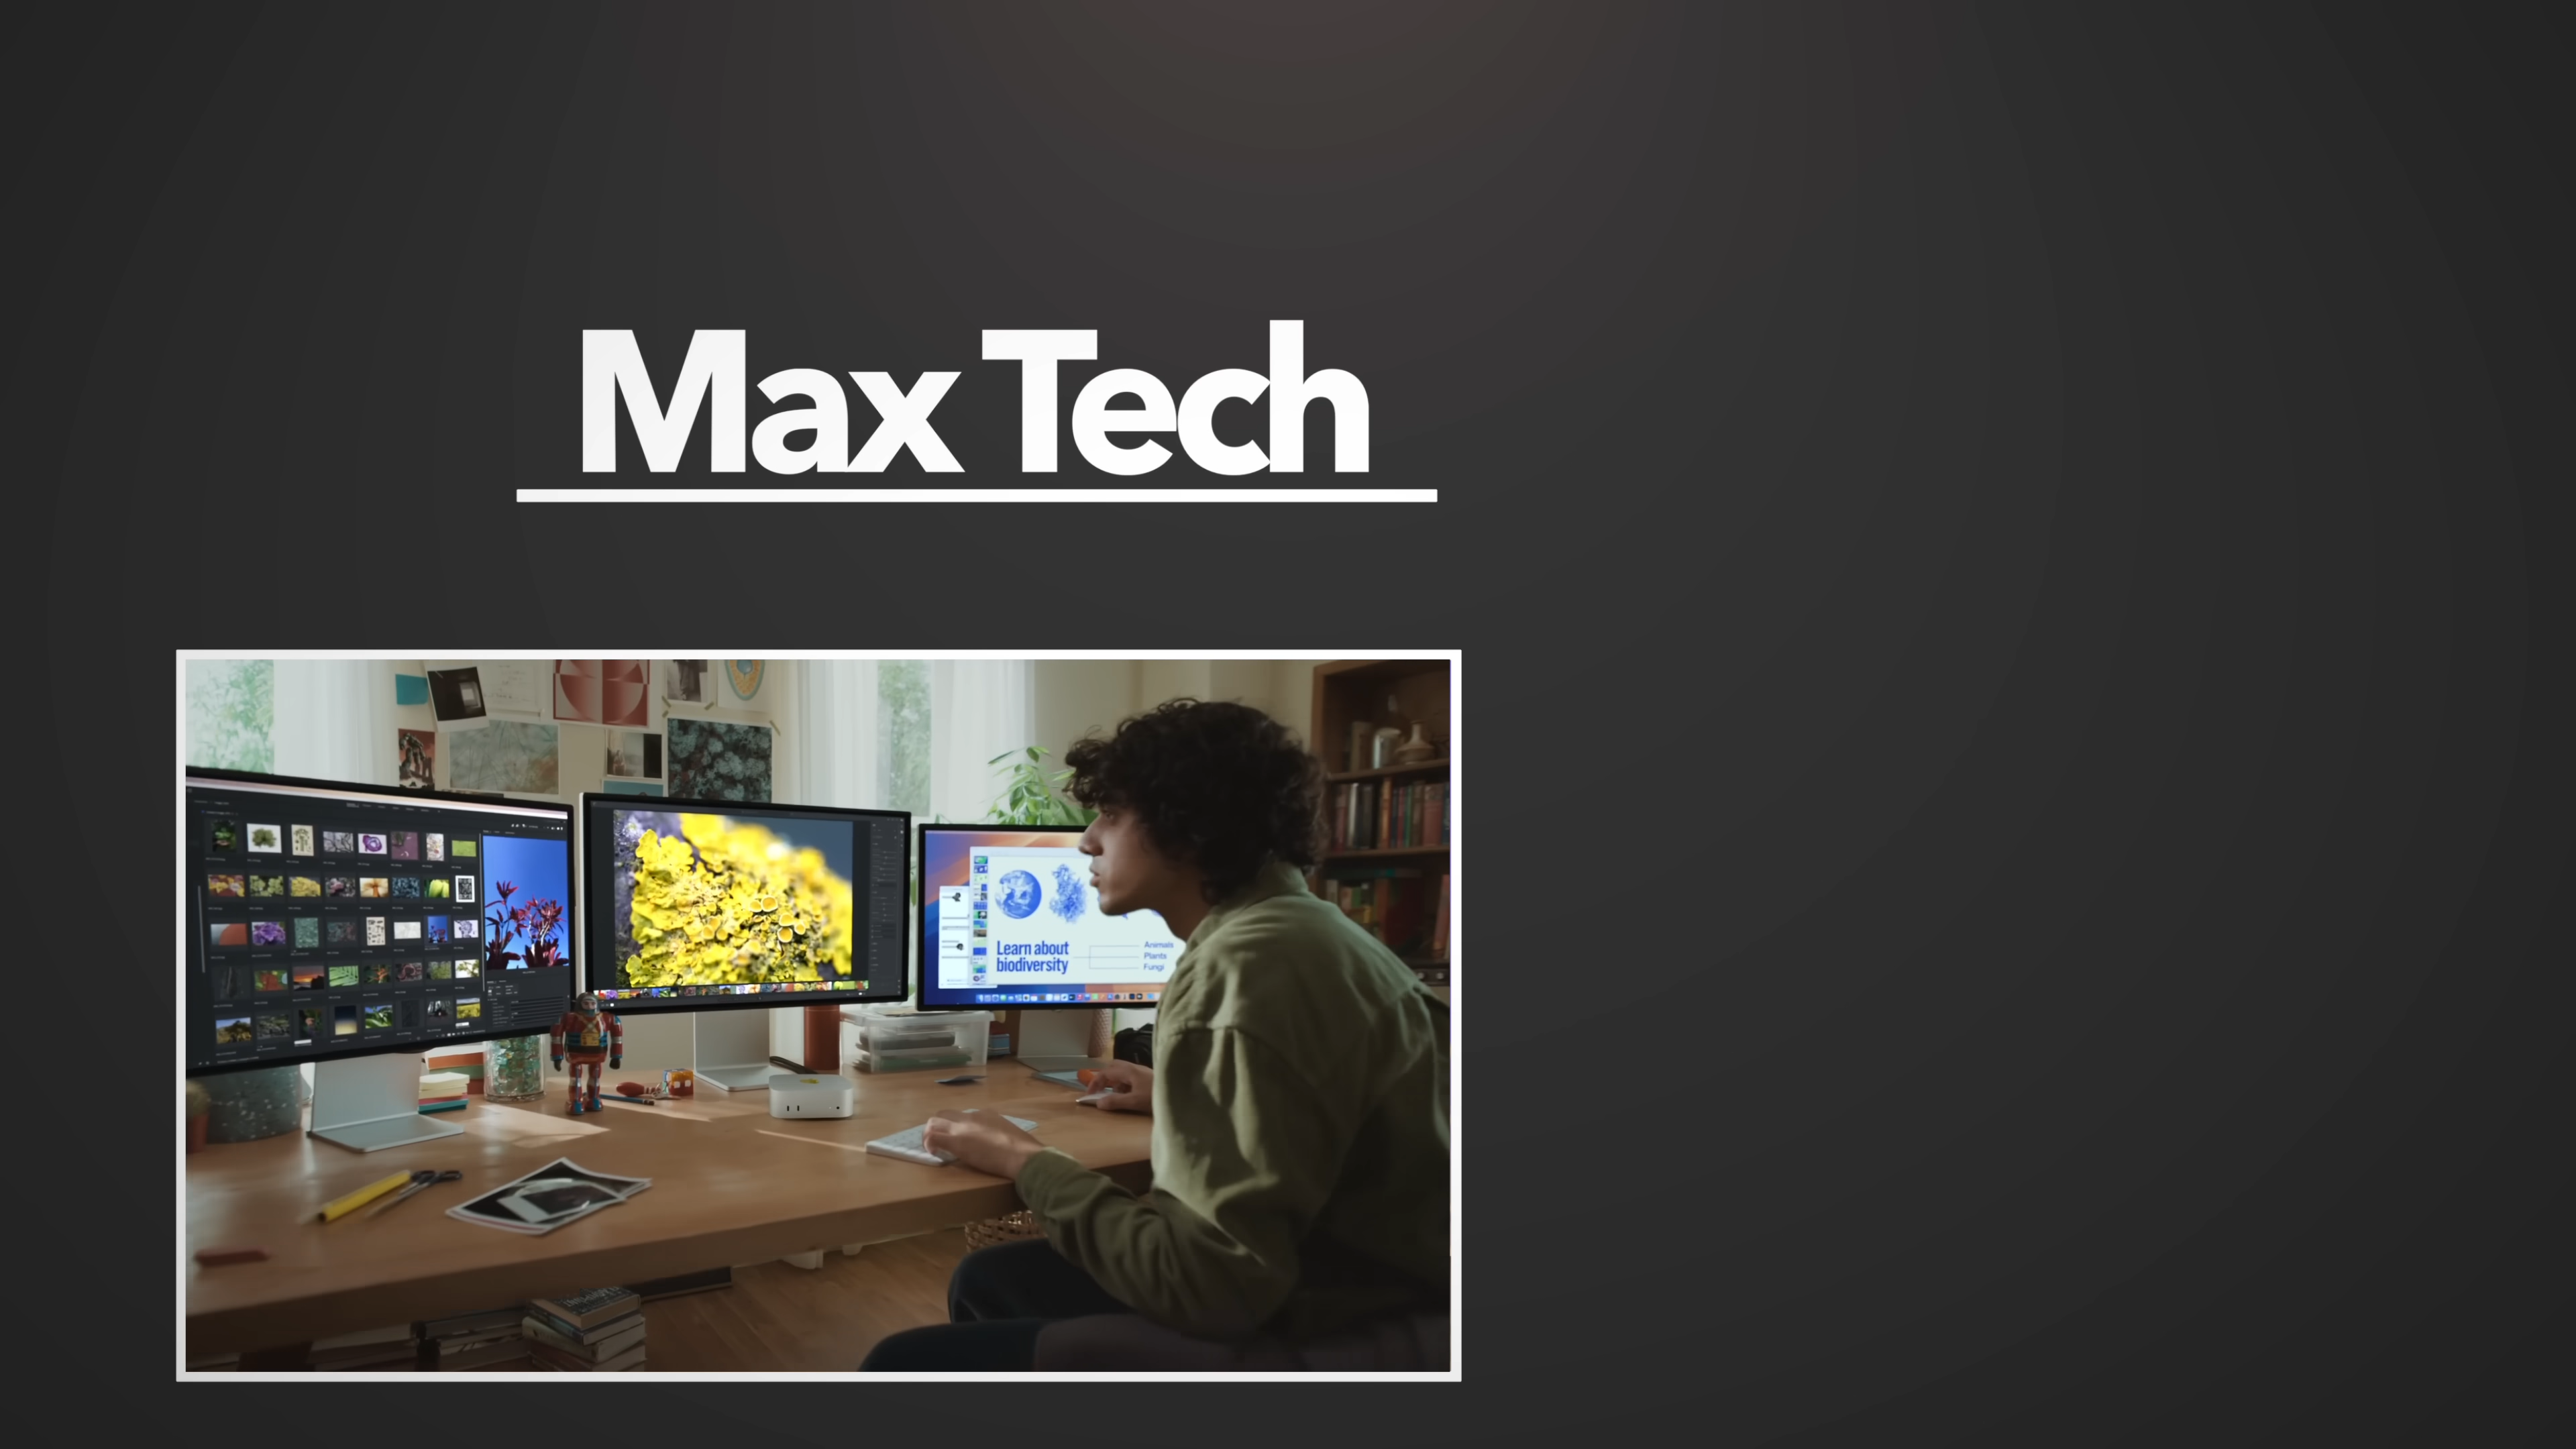 Max Tech
Learn about
biodiversity
Animals
Plants
Fungi